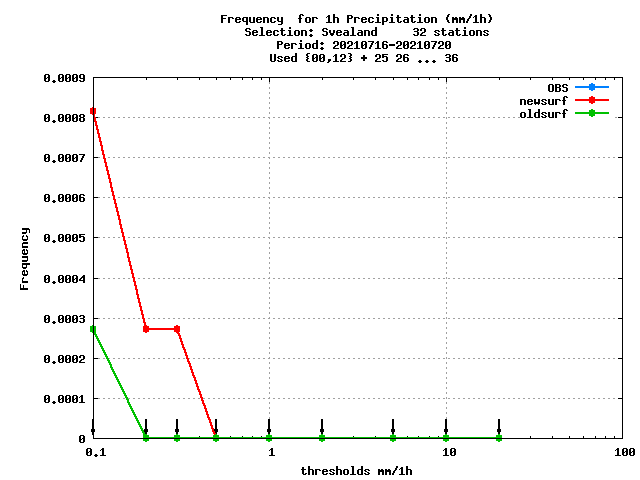 Frequency  for 1h Precipitation (mm/1h)
Selection: Svealand     32 stations
Period: 20210716-20210720
Used {00,12} + 25 26 ... 36
OBS
newsurf
oldsurf
0.0009
0.0008
0.0007
0.0006
0.0005
0.0004
0.0003
0.0002
0.0001
0
Frequency
0.1 1 10 100
thresholds mm/1h